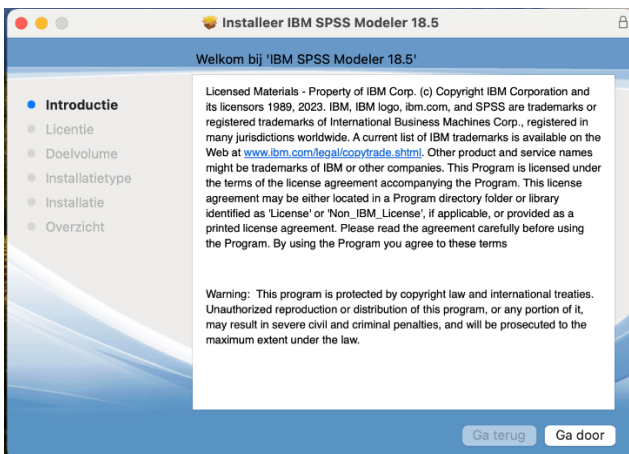 Installeer IBM SPSS Modeler 18.5
Welkom bij 'IBM SPSS Modeler 18.5'
Introductie
Licentie
Doelvolume
Installatietype
Installatie
Overzicht
Licensed Materials - Property of IBM Corp. (c) Copyright IBM Corporation and
its licensors 1989, 2023. IBM, IBM logo, ibm.com, and SPSS are trademarks or
registered trademarks of International Business Machines Corp., registered in
many jurisdictions worldwide. A current list of IBM trademarks is available on the
Web at www.ibm.com/legal/copytrade.shtml. Other product and service names
might be trademarks of IBM or other companies. This Program is licensed under
the terms of the license agreement accompanying the Program. This license
agreement may be either located in a Program directory folder or library
identified as 'License' or 'Non_IBM_License', if applicable, or provided as a
printed license agreement. Please read the agreement carefully before using
the Program. By using the Program you agree to these terms
Warning: This program is protected by copyright law and international treaties.
Unauthorized reproduction or distribution of this program, or any portion of it,
may result in severe civil and criminal penalties, and will be prosecuted to the
maximum extent under the law.
Ga terug
Ga door